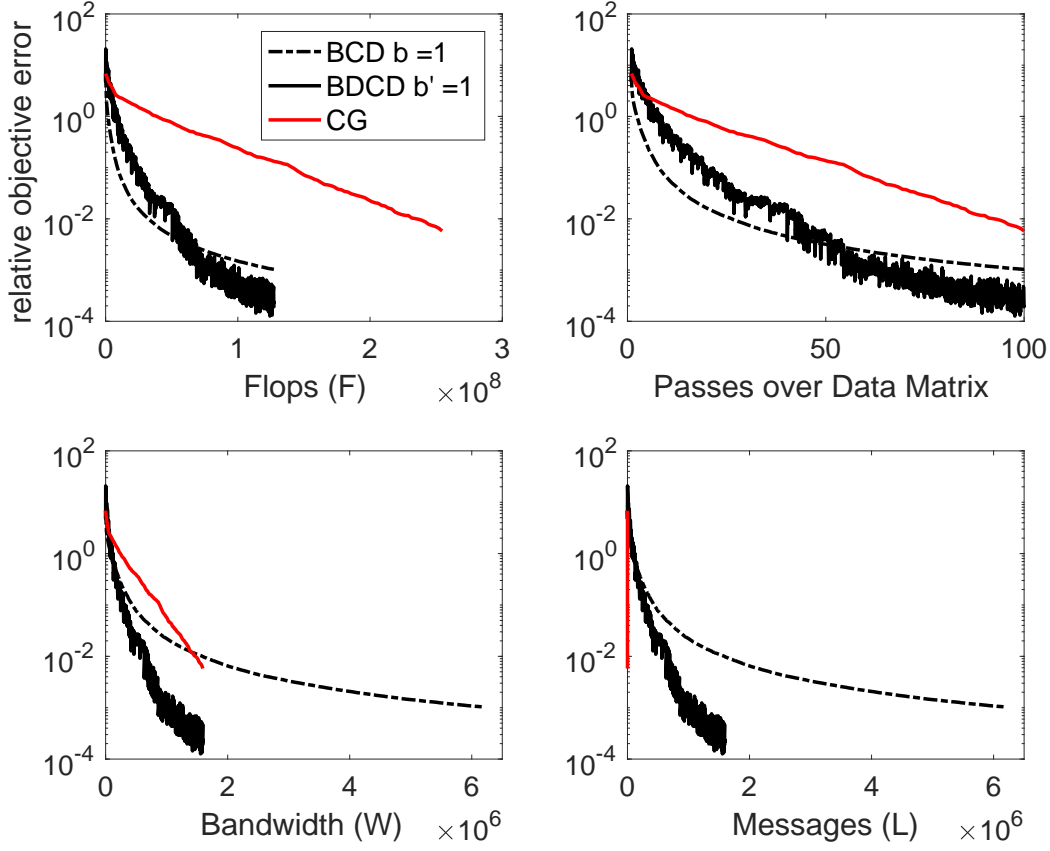 relative objective error
10^2
10^0
10^-2
10^-4
BCD b =1
BDCD b' =1
CG
0 1 2 3
Flops (F) ×10^8
10^2
10^0
10^-2
10^-4
0 50 100
Passes over Data Matrix
10^2
10^0
10^-2
10^-4
0 2 4 6
Bandwidth (W) ×10^6
10^2
10^0
10^-2
10^-4
0 2 4 6
Messages (L) ×10^6